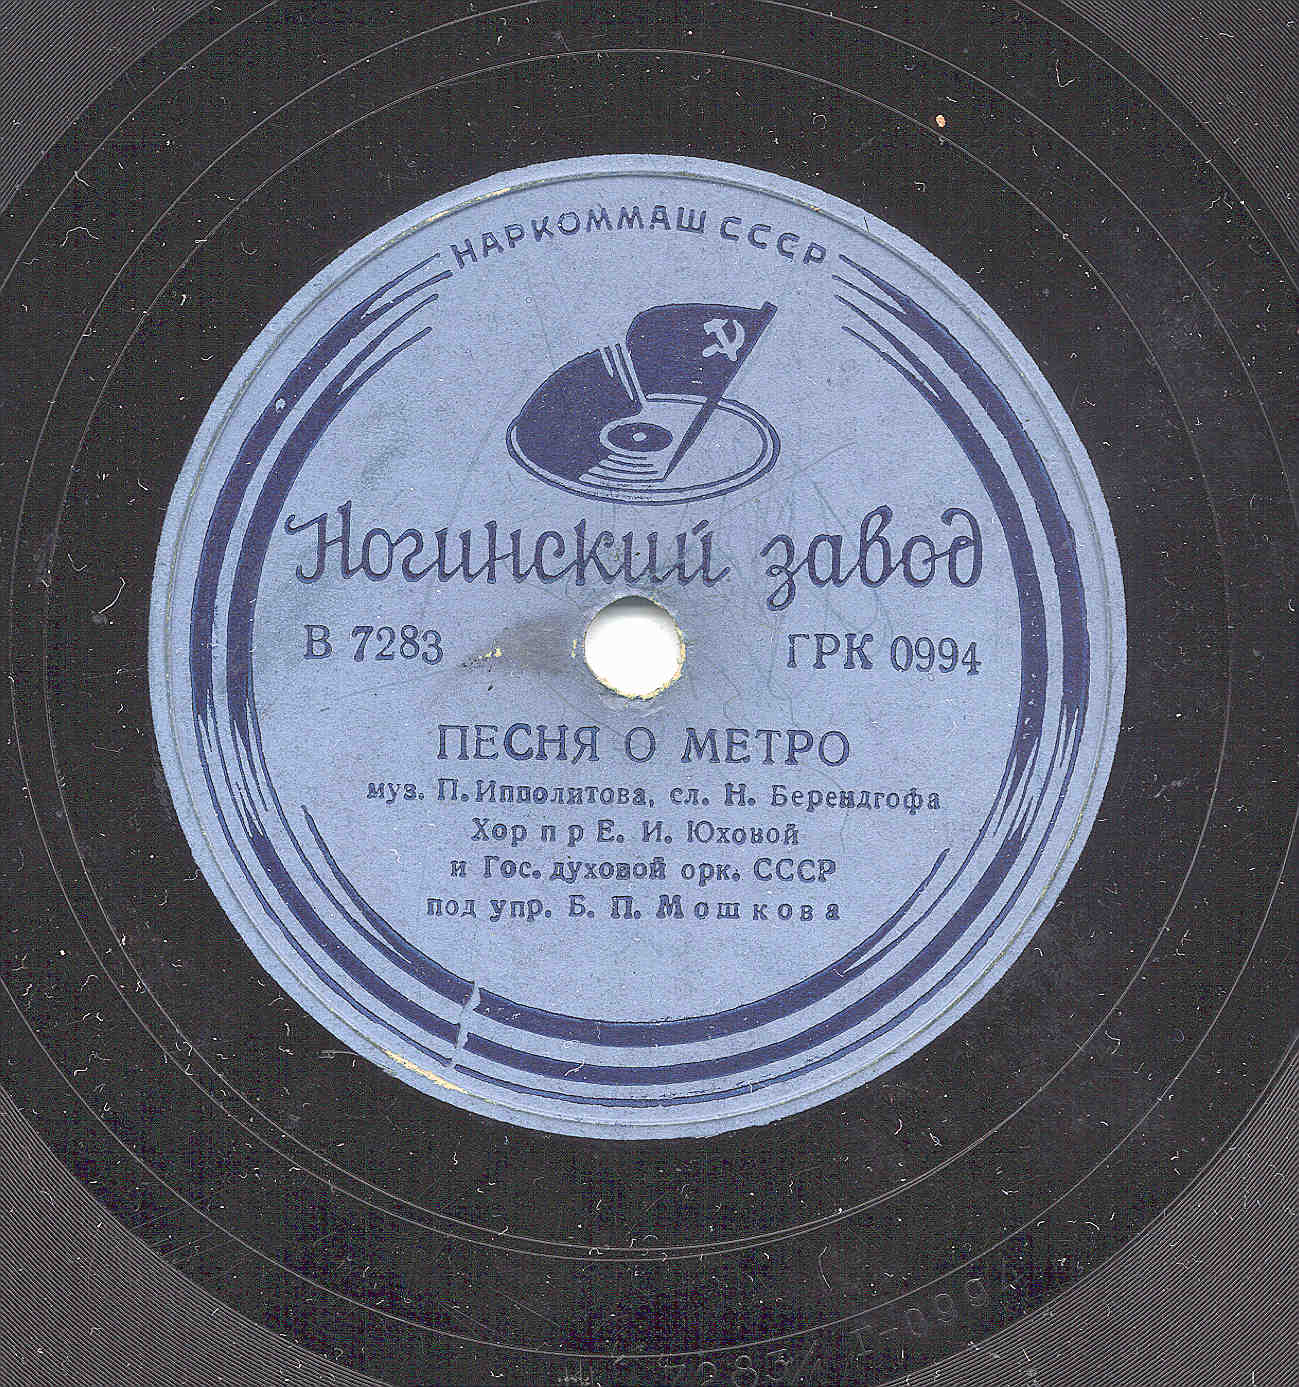 НАРКОММАШ СССР
Ногинский завод
В 7283 ГРК 0994
ПЕСНЯ О МЕТРО
муз. П. Ипполитова, сл. Н. Берендгофа
Хор п р Е. И. Юховой
и Гос. духовой орк. СССР
под упр. Б. П. Мошкова